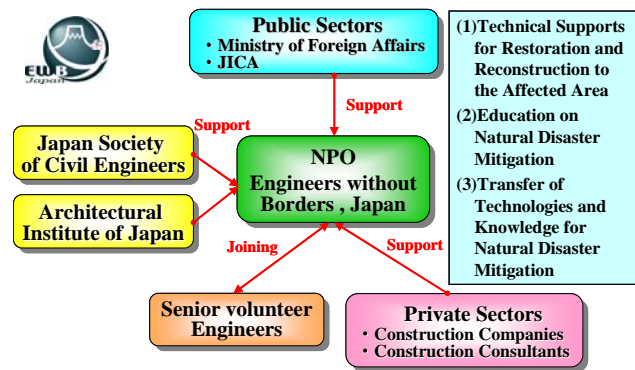 EWB
Japan
Public Sectors
・Ministry of Foreign Affairs
・JICA
(1)Technical Supports
for Restoration and
Reconstruction to
the Affected Area
(2)Education on
Natural Disaster
Mitigation
(3)Transfer of
Technologies and
Knowledge for
Natural Disaster
Mitigation
Support
Support
Japan Society
of Civil Engineers
Architectural
Institute of Japan
NPO
Engineers without
Borders , Japan
Joining
Support
Senior volunteer
Engineers
Private Sectors
・Construction Companies
・Construction Consultants